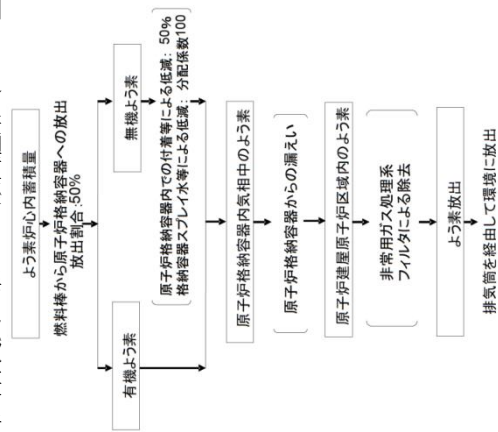 よう素炉心内蓄積量
燃料棒から原子炉格納容器への放出
放出割合:50%
有機よう素
無機よう素
原子炉格納容器内での付着等による低減:50%
格納容器スプレイ水等による低減:分配係数100
原子炉格納容器内気相中のよう素
原子炉格納容器からの漏えい
原子炉建屋原子炉区域内のよう素
非常用ガス処理系
フィルタによる除去
よう素放出
排気筒を経由して環境に放出